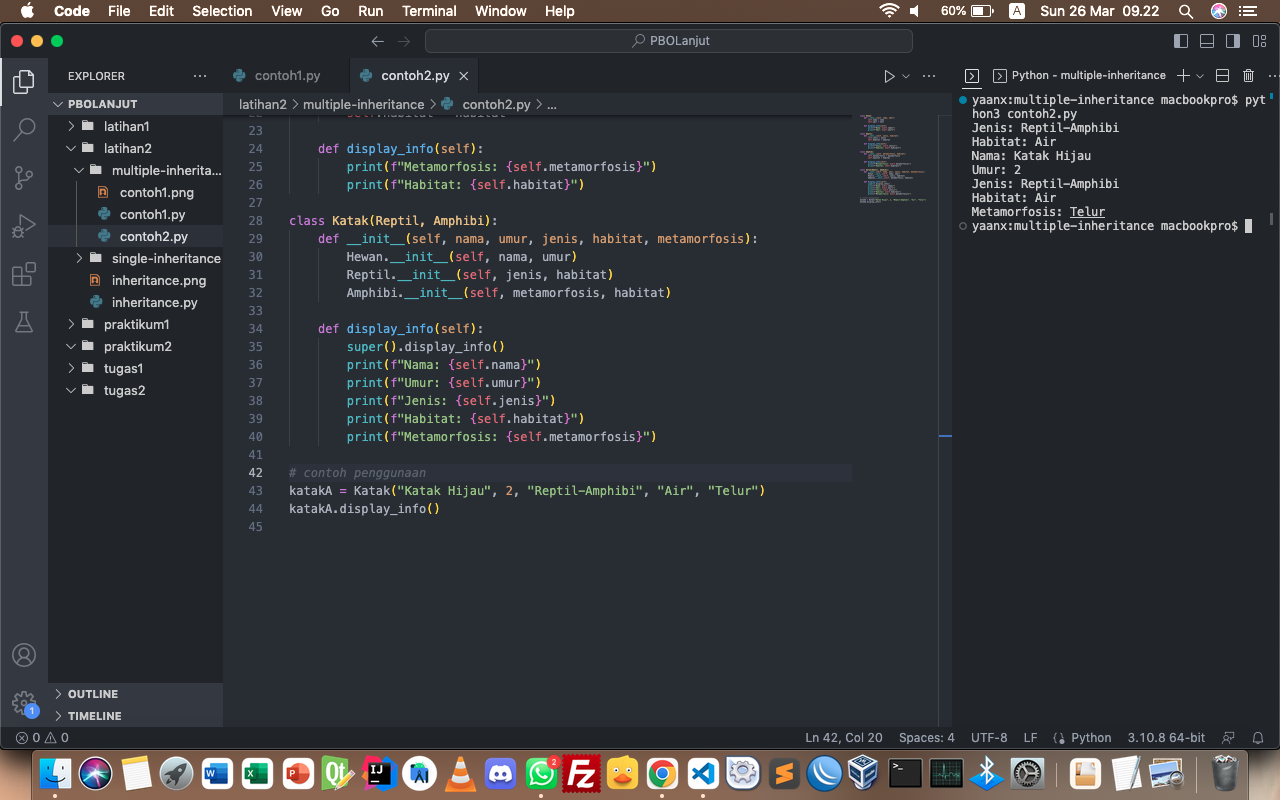 Code File Edit Selection View Go Run Terminal Window Help 60% A Sun 26 Mar 09.22
PBOLanjut
EXPLORER
PBOLANJUT
latihan1
latihan2
multiple-inherita...
contoh1.png
contoh1.py
contoh2.py
single-inheritance
inheritance.png
inheritance.py
praktikum1
praktikum2
tugas1
tugas2
OUTLINE
TIMELINE
contoh1.py contoh2.py
latihan2 > multiple-inheritance > contoh2.py > ...
23
24 def display_info(self):
25 print(f"Metamorfosis: {self.metamorfosis}")
26 print(f"Habitat: {self.habitat}")
27
28 class Katak(Reptil, Amphibi):
29 def __init__(self, nama, umur, jenis, habitat, metamorfosis):
30 Hewan.__init__(self, nama, umur)
31 Reptil.__init__(self, jenis, habitat)
32 Amphibi.__init__(self, metamorfosis, habitat)
33
34 def display_info(self):
35 super().display_info()
36 print(f"Nama: {self.nama}")
37 print(f"Umur: {self.umur}")
38 print(f"Jenis: {self.jenis}")
39 print(f"Habitat: {self.habitat}")
40 print(f"Metamorfosis: {self.metamorfosis}")
41
42 # contoh penggunaan
43 katakA = Katak("Katak Hijau", 2, "Reptil-Amphibi", "Air", "Telur")
44 katakA.display_info()
45
Python - multiple-inheritance
yaanx:multiple-inheritance macbookpro$ pyt
hon3 contoh2.py
Jenis: Reptil-Amphibi
Habitat: Air
Nama: Katak Hijau
Umur: 2
Jenis: Reptil-Amphibi
Habitat: Air
Metamorfosis: Telur
yaanx:multiple-inheritance macbookpro$
1
0 0 Ln 42, Col 20 Spaces: 4 UTF-8 LF Python 3.10.8 64-bit
W X P Qt IJ 2 FZ S